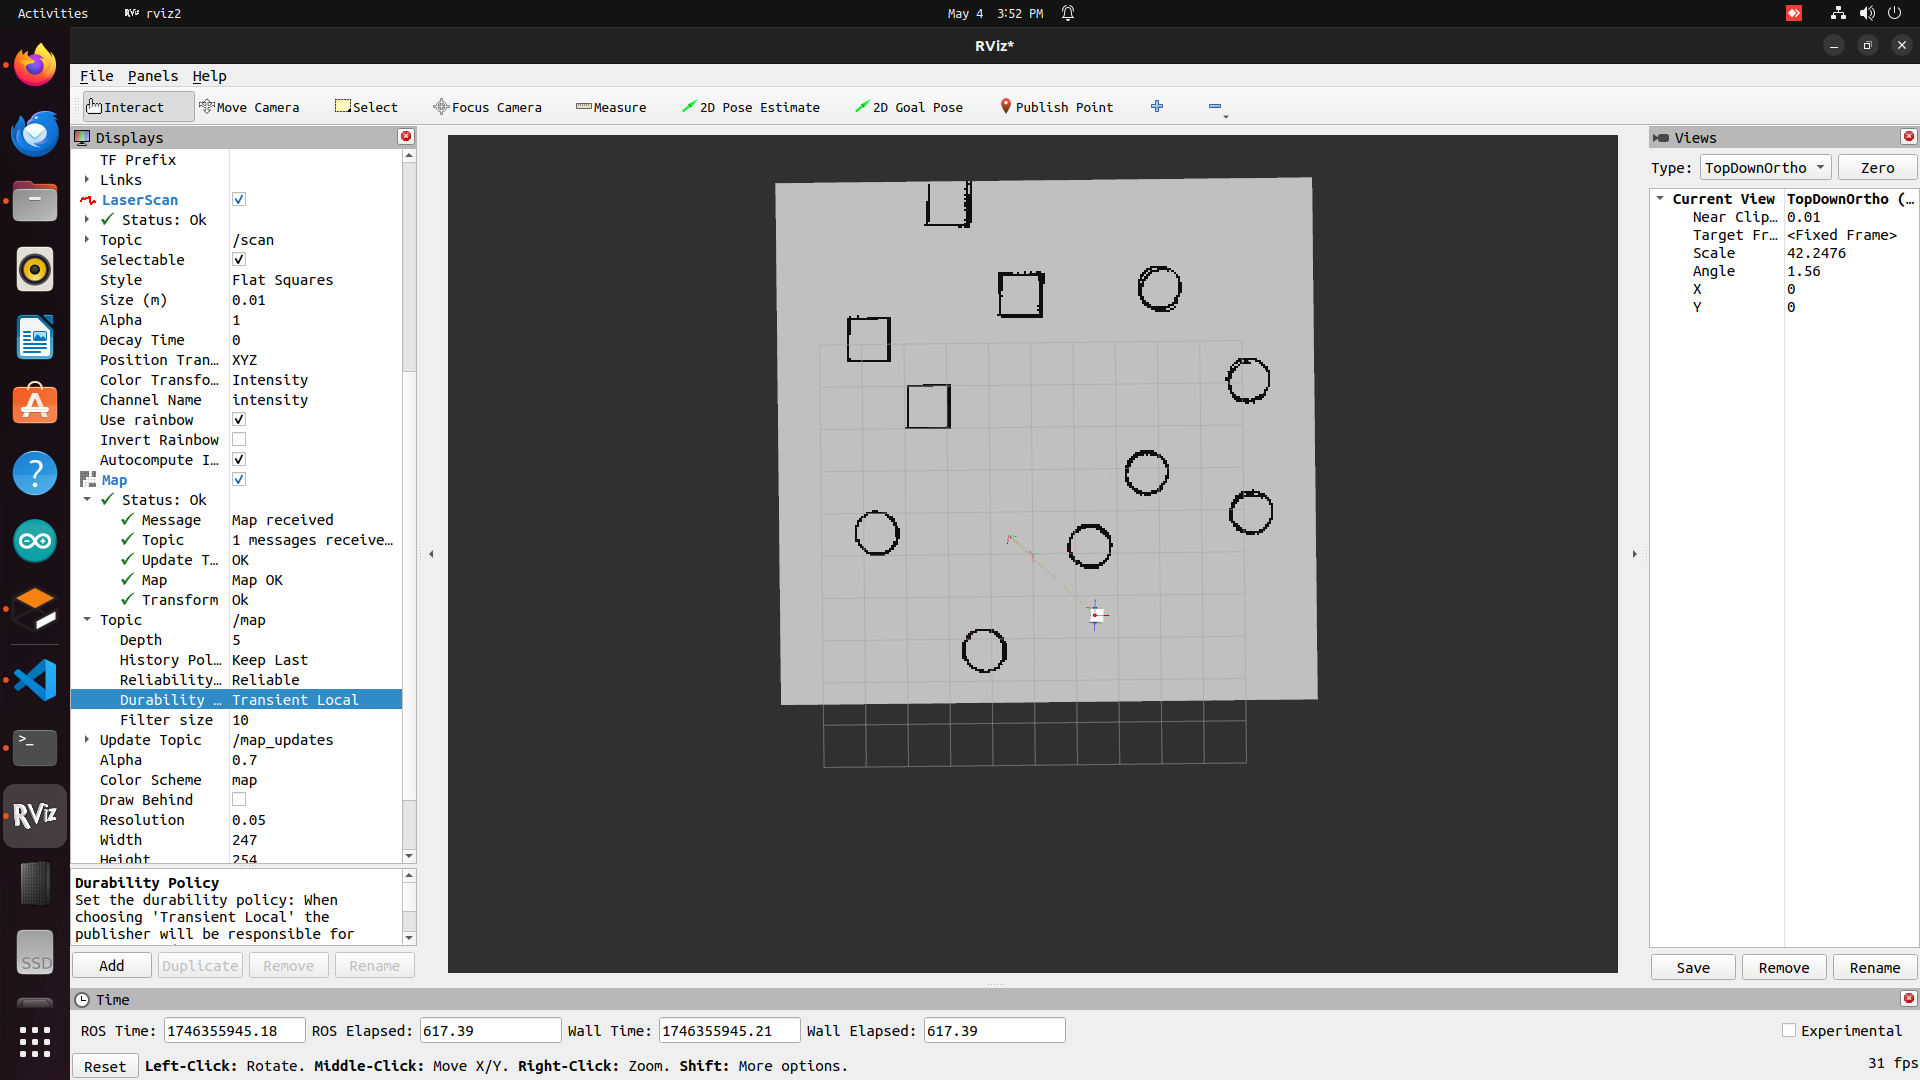 Activities
RViz rviz2
May 4 3:52 PM
RViz*
File Panels Help
Interact Move Camera Select Focus Camera Measure 2D Pose Estimate 2D Goal Pose Publish Point
Displays
TF Prefix
Links
LaserScan
Status: Ok
Topic /scan
Selectable
Style Flat Squares
Size (m) 0.01
Alpha 1
Decay Time 0
Position Tran... XYZ
Color Transfo... Intensity
Channel Name intensity
Use rainbow
Invert Rainbow
Autocompute I...
Map
Status: Ok
Message Map received
Topic 1 messages receive...
Update T... OK
Map Map OK
Transform Ok
Topic /map
Depth 5
History Pol... Keep Last
Reliability... Reliable
Durability ... Transient Local
Filter size 10
Update Topic /map_updates
Alpha 0.7
Color Scheme map
Draw Behind
Resolution 0.05
Width 247
Height 254
Durability Policy
Set the durability policy: When
choosing 'Transient Local' the
publisher will be responsible for
Add Duplicate Remove Rename
Views
Type: TopDownOrtho Zero
Current View TopDownOrtho (...
Near Clip... 0.01
Target Fr... <Fixed Frame>
Scale 42.2476
Angle 1.56
X 0
Y 0
Save Remove Rename
RViz
SSD
Time
ROS Time: 1746355945.18 ROS Elapsed: 617.39 Wall Time: 1746355945.21 Wall Elapsed: 617.39 Experimental
Reset Left-Click: Rotate. Middle-Click: Move X/Y. Right-Click: Zoom. Shift: More options. 31 fps